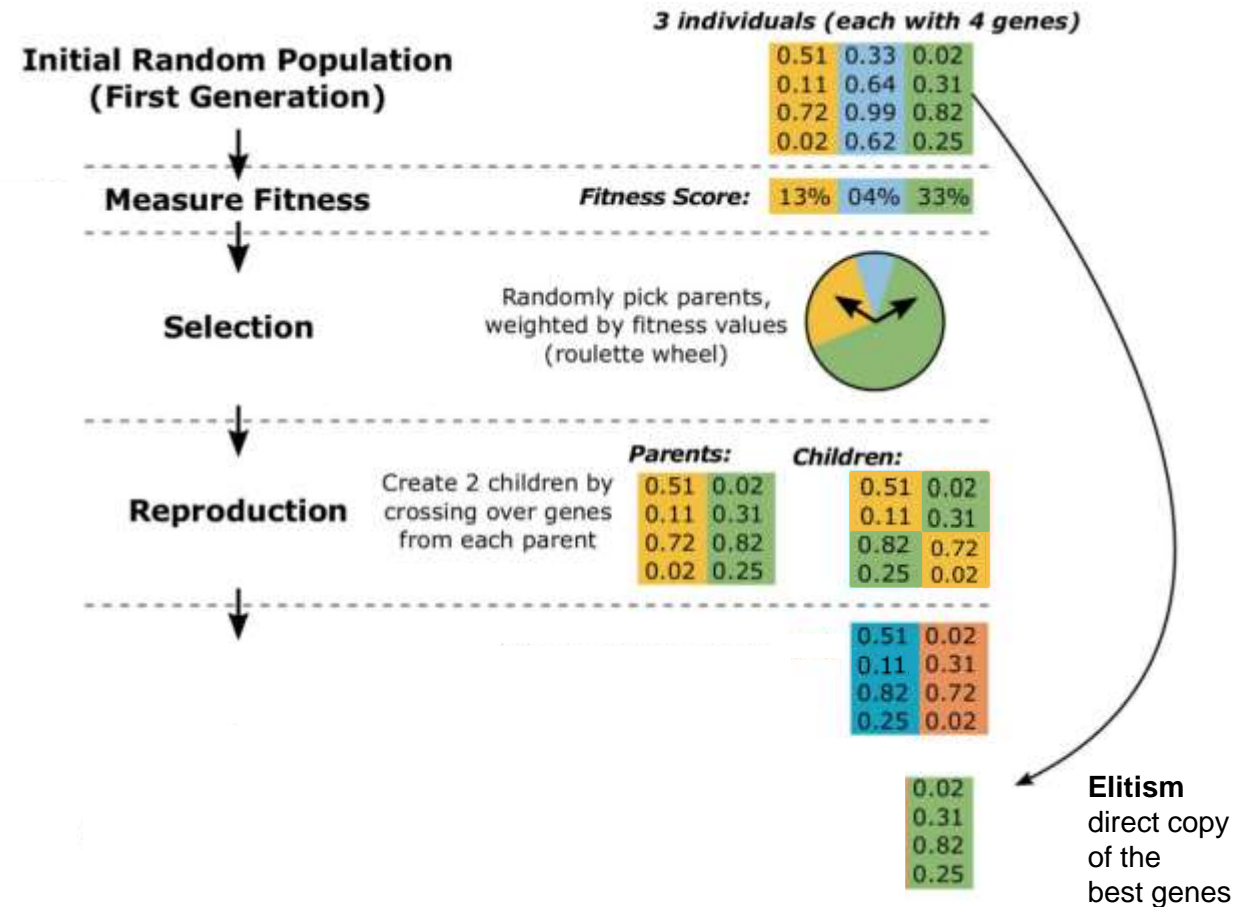 3 individuals (each with 4 genes)
Initial Random Population
(First Generation)
0.51 0.33 0.02
0.11 0.64 0.31
0.72 0.99 0.82
0.02 0.62 0.25
Measure Fitness
Fitness Score: 13% 04% 33%
Selection
Randomly pick parents,
weighted by fitness values
(roulette wheel)
Reproduction
Create 2 children by
crossing over genes
from each parent
Parents:
0.51 0.02
0.11 0.31
0.72 0.82
0.02 0.25
Children:
0.51 0.02
0.11 0.31
0.82 0.72
0.25 0.02
0.51 0.02
0.11 0.31
0.82 0.72
0.25 0.02
0.02
0.31
0.82
0.25
Elitism
direct copy
of the
best genes